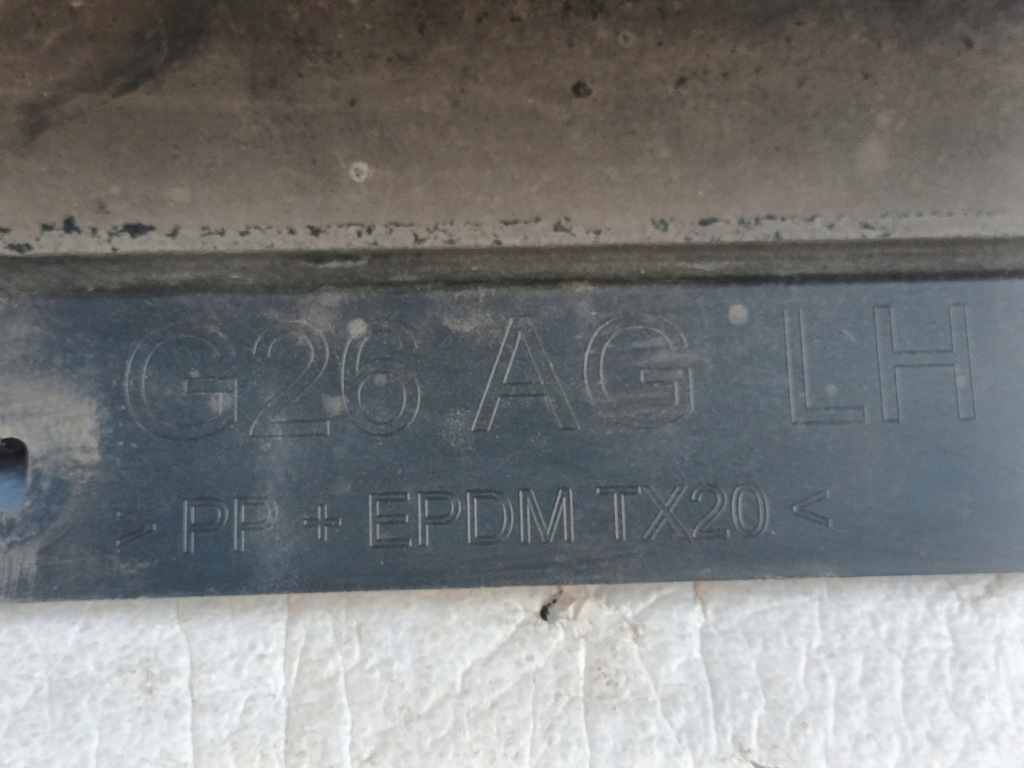 G26 AG LH
> PP + EPDM TX20 <